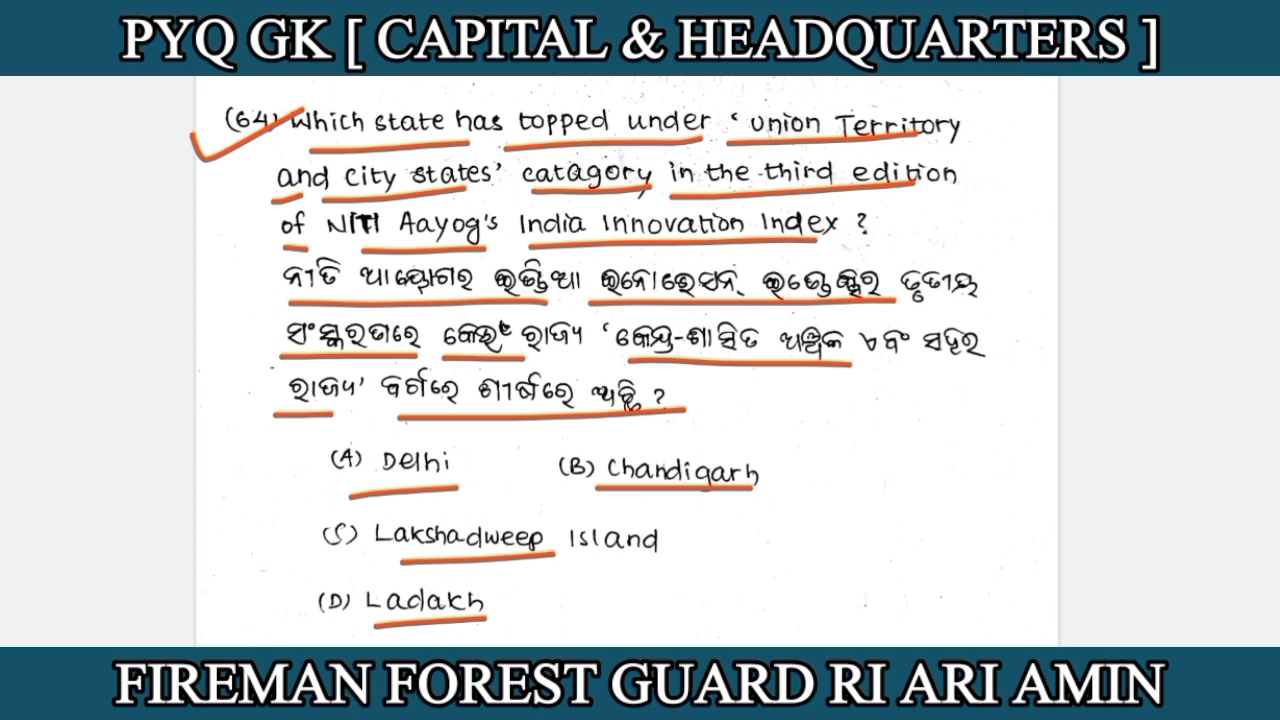 PYQ GK [ CAPITAL & HEADQUARTERS ]
(64) Which state has topped under ‘ Union Territory
and city states’ catagory in the third edition
of NITI Aayog's India Innovation Index ?
ନୀତି ଆୟୋଗର ଇଣ୍ଡିଆ ଇନୋଭେସନ୍ ଇଣ୍ଡେକ୍ସର ତୃତୀୟ
ସଂସ୍କରଣରେ କେଉଁ ରାଜ୍ୟ ‘କେନ୍ଦ୍ର-ଶାସିତ ଅଞ୍ଚଳ ଏବଂ ସହର
ରାଜ୍ୟ’ ବର୍ଗରେ ଶୀର୍ଷରେ ଅଛି ?
(A) Delhi (B) Chandigarh
(C) Lakshadweep Island
(D) Ladakh
FIREMAN FOREST GUARD RI ARI AMIN